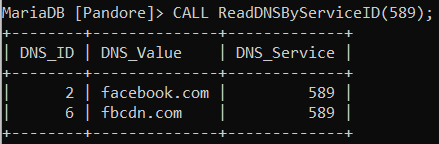 MariaDB [Pandore]> CALL ReadDNSByServiceID(589);
+--------+--------------+-------------+
| DNS_ID | DNS_Value    | DNS_Service |
+--------+--------------+-------------+
|      2 | facebook.com |         589 |
|      6 | fbcdn.com    |         589 |
+--------+--------------+-------------+